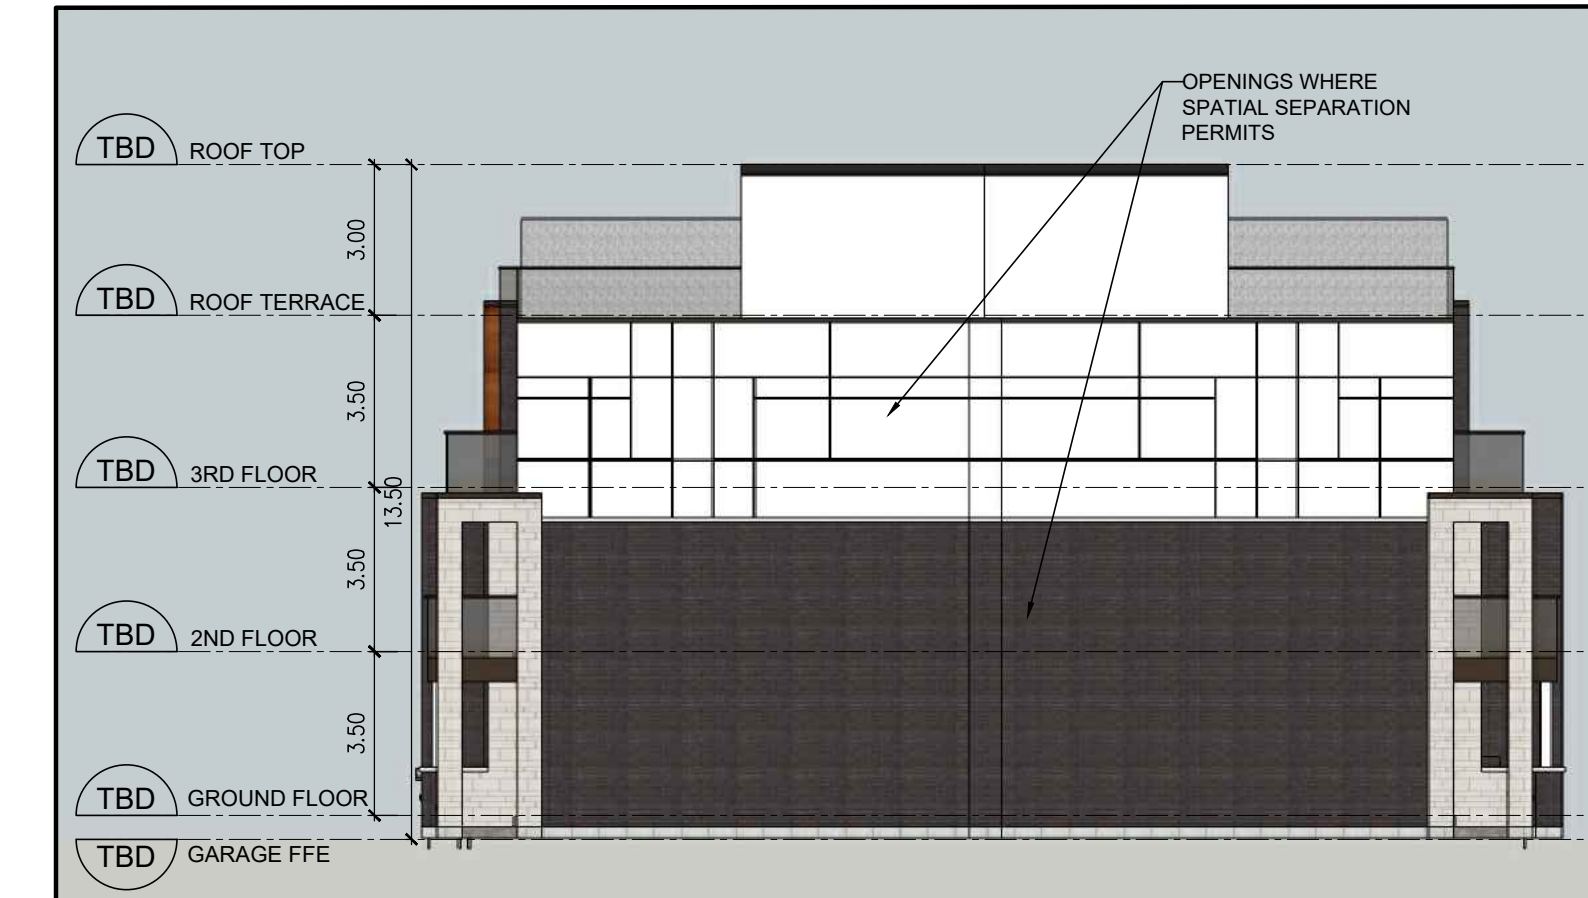 OPENINGS WHERE
SPATIAL SEPARATION
PERMITS
TBD ROOF TOP
3.00
TBD ROOF TERRACE
3.50
TBD 3RD FLOOR
13.50
3.50
TBD 2ND FLOOR
3.50
TBD GROUND FLOOR
TBD GARAGE FFE